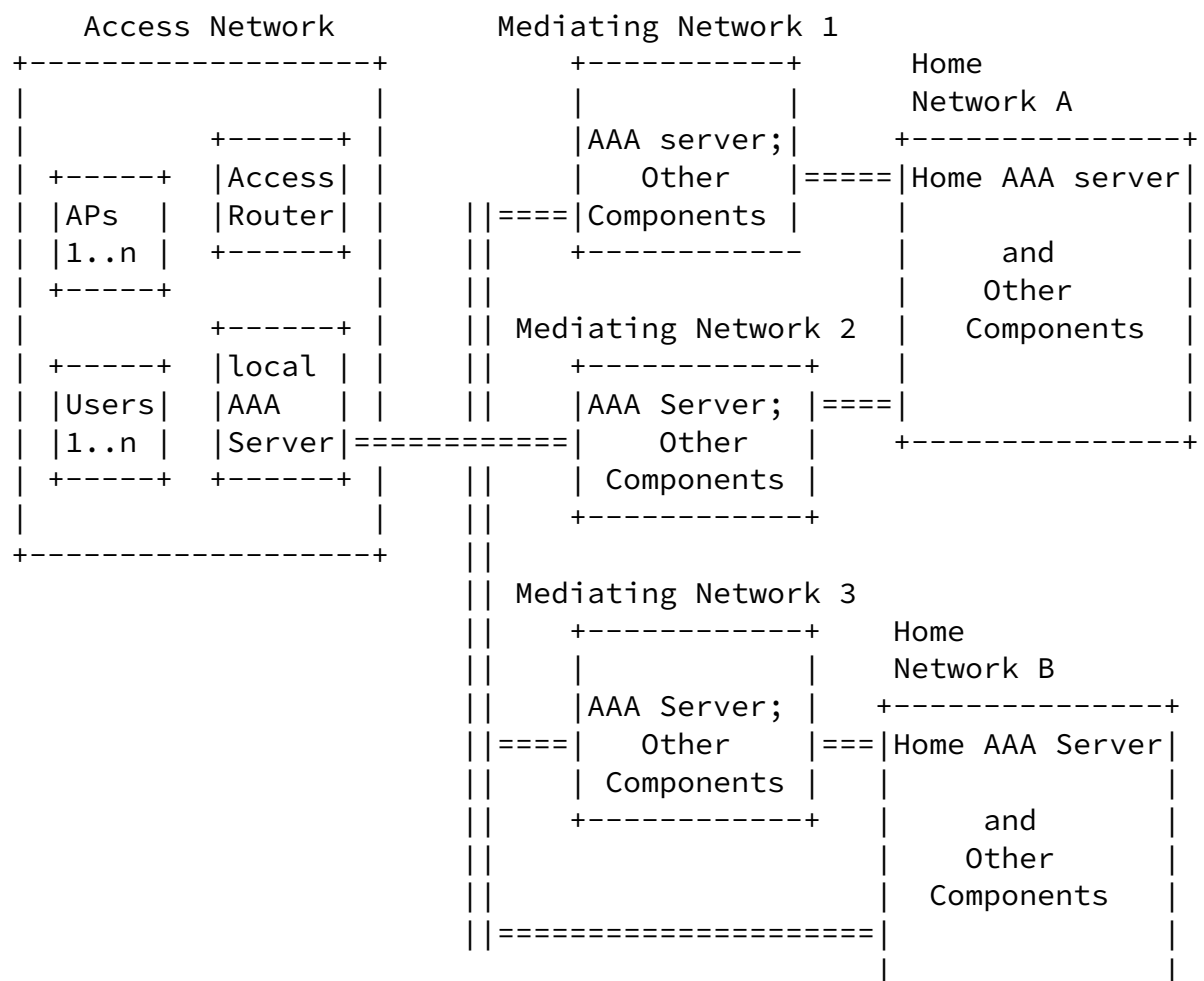 Access Network Mediating Network 1
+-------------------+ +-----------+ Home
| | | | Network A
| +------+ | |AAA server;| +---------------+
| +-----+ |Access| | | Other |=====|Home AAA server|
| |APs | |Router| | ||====|Components | | |
| |1..n | +------+ | || +------------ | and |
| +-----+ | || | Other |
| +------+ | || Mediating Network 2 | Components |
| +-----+ |local | | || +------------+ | |
| |Users| |AAA | | || |AAA Server; |====| |
| |1..n | |Server|============| Other | +---------------+
| +-----+ +------+ | || | Components |
| | || +------------+
+-------------------+ ||
|| Mediating Network 3
|| +------------+ Home
|| | | Network B
|| |AAA Server; | +---------------+
||====| Other |===|Home AAA Server|
|| | Components | | |
|| +------------+ | and |
|| | Other |
|| | Components |
||=====================| |
| |